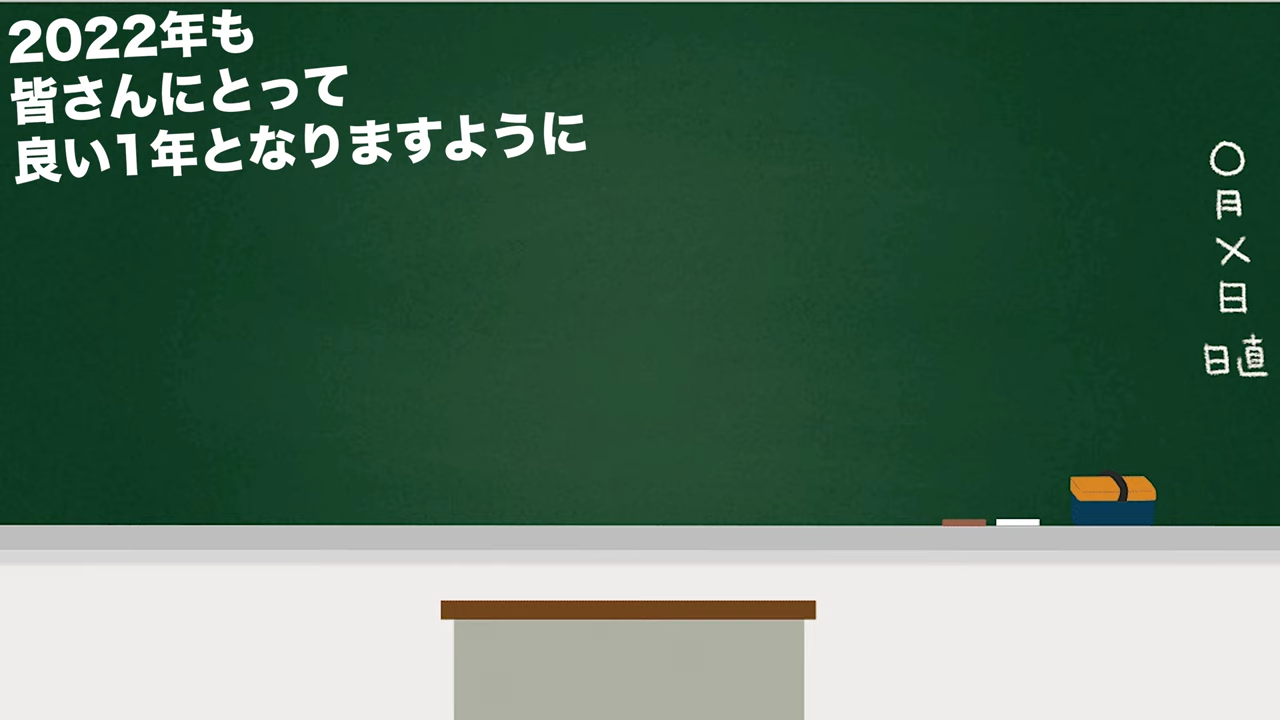 2022年も
皆さんにとって
良い1年となりますように
〇月×日
日直